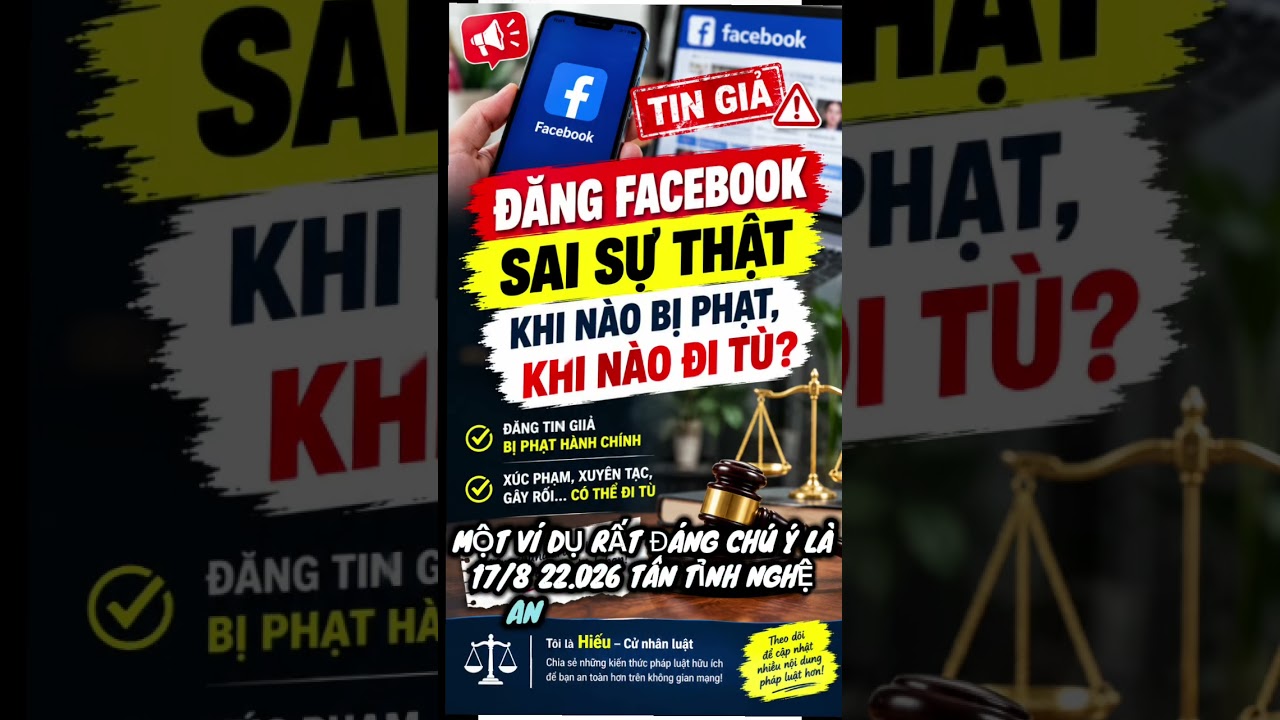 facebook
Facebook
TIN GIẢ
ĐĂNG FACEBOOK
SAI SỰ THẬT
KHI NÀO BỊ PHẠT,
KHI NÀO ĐI TÙ?
ĐĂNG TIN GIIẢ
BỊ PHẠT HÀNH CHÍNH
XÚC PHẠM, XUYÊN TẠC,
GÂY RỐI... CÓ THỂ ĐI TÙ
MỘT VÍ DỤ RẤT ĐÁNG CHÚ Ý LÀ
17/8 22.026 TÂN TỈNH NGHỆ
AN
Tôi là Hiếu – Cử nhân luật
Chia sẻ những kiến thức pháp luật hữu ích
để bạn an toàn hơn trên không gian mạng!
Theo dõi
để cập nhật
nhiều nội dung
pháp luật hơn!